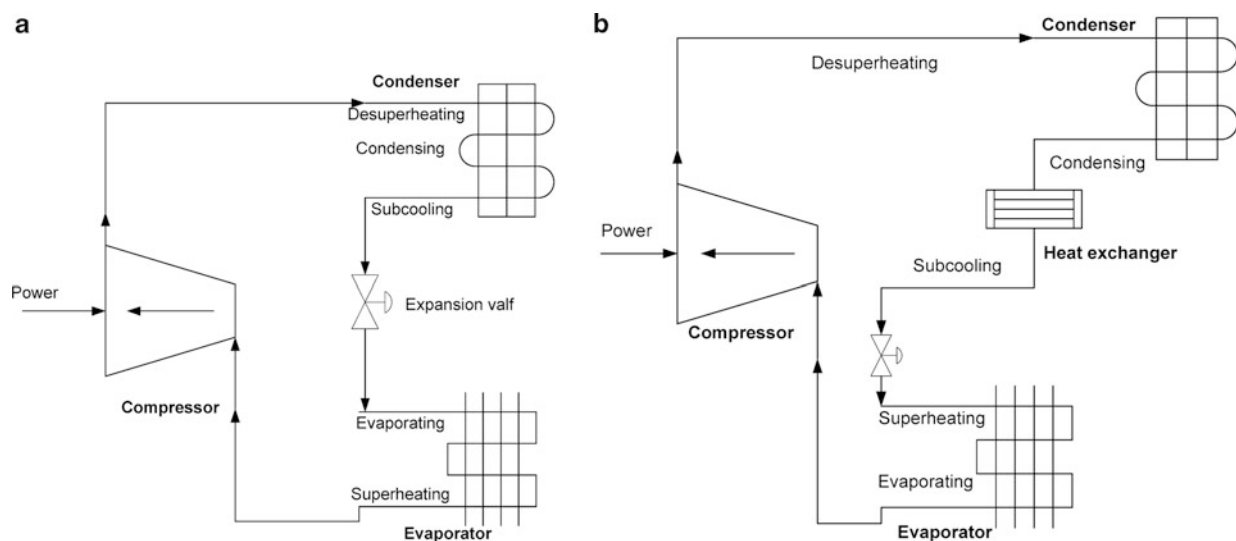 a
Condenser
Desuperheating
Condensing
Subcooling
Power
Expansion valf
Compressor
Evaporating
Superheating
Evaporator
b
Condenser
Desuperheating
Condensing
Power
Heat exchanger
Subcooling
Compressor
Superheating
Evaporating
Evaporator